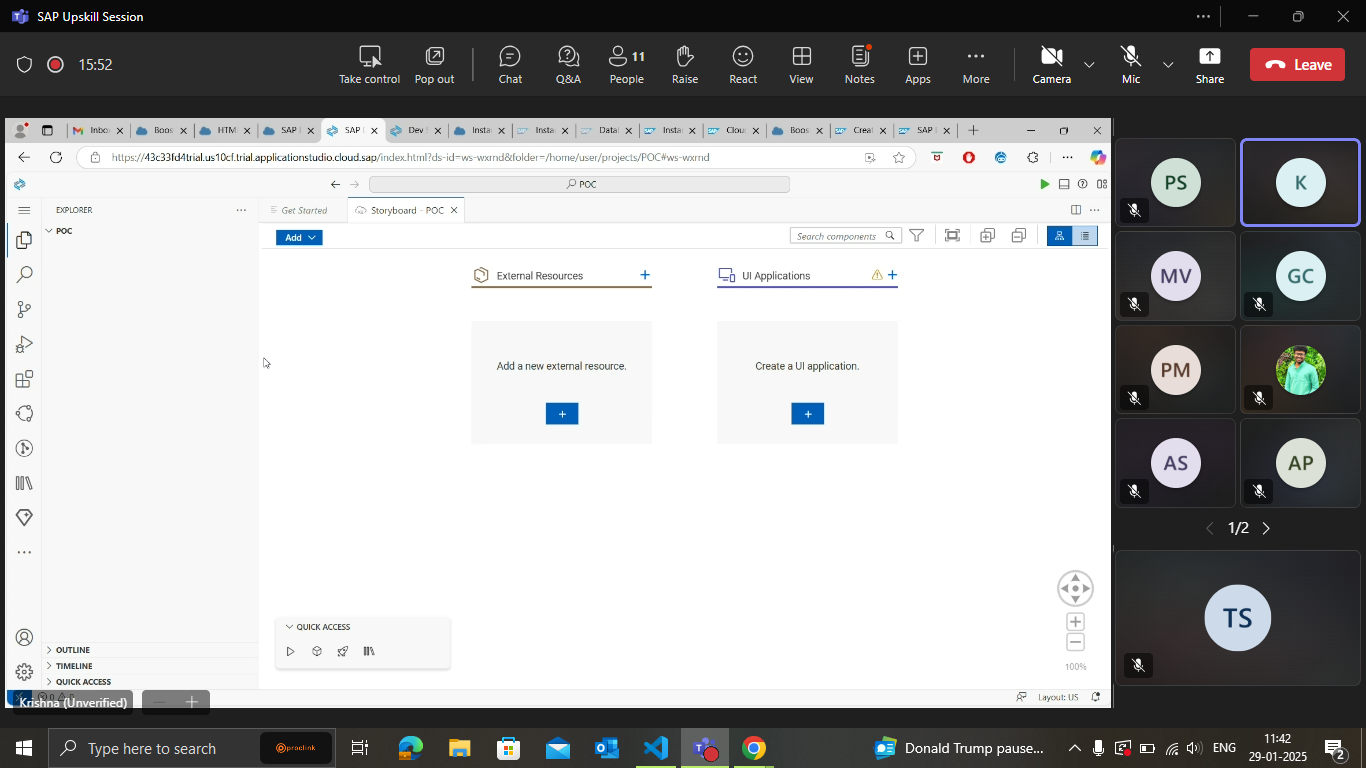 SAP Upskill Session
15:52
Take control
Pop out
Chat
Q&A
11
People
Raise
React
View
Notes
Apps
More
Camera
Mic
Share
Leave
Inbo
Boos
HTM
SAP
SAP
Dev
Insta
Insta
Data
Insta
Clou
Boos
Creat
SAP
https://43c33fd4trial.us10cf.trial.applicationstudio.cloud.sap/index.html?ds-id=ws-wxrnd&folder=/home/user/projects/POC#ws-wxrnd
POC
EXPLORER
Get Started
Storyboard - POC
POC
Add
Search components
External Resources
UI Applications
Add a new external resource.
Create a UI application.
+
+
QUICK ACCESS
100%
OUTLINE
TIMELINE
QUICK ACCESS
Layout: US
Krishna (Unverified)
PS
K
MV
GC
PM
AS
AP
1/2
TS
Type here to search
proclink
Donald Trump pause...
ENG
11:42
29-01-2025
2